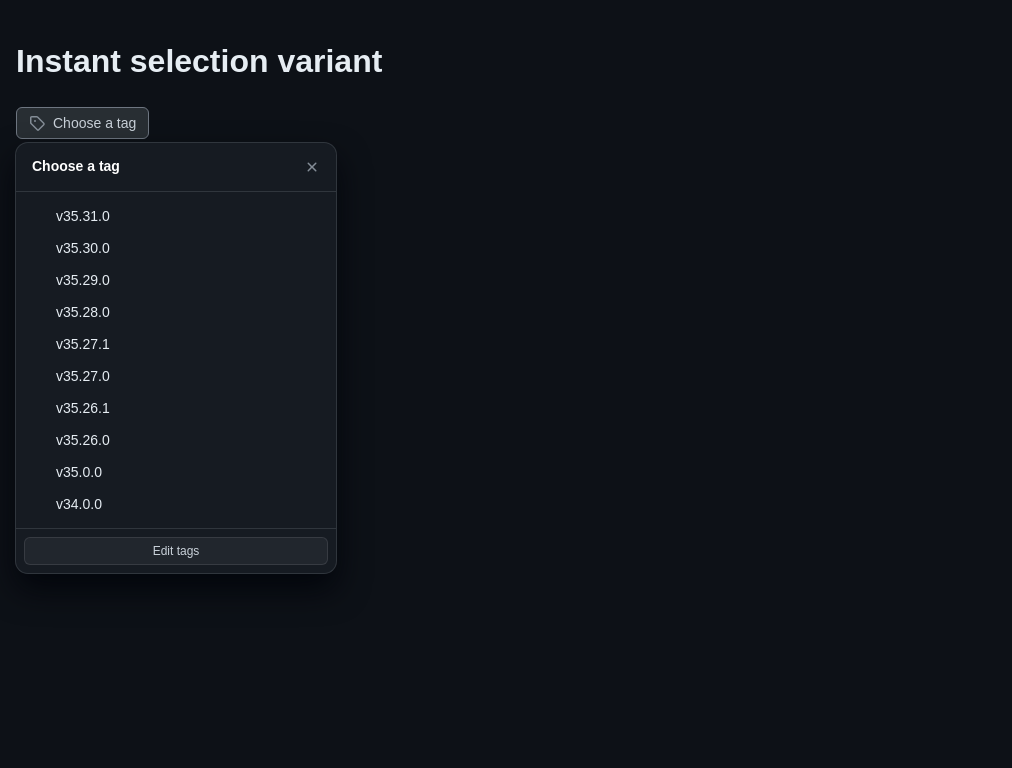 Instant selection variant
Choose a tag
Choose a tag
v35.31.0
v35.30.0
v35.29.0
v35.28.0
v35.27.1
v35.27.0
v35.26.1
v35.26.0
v35.0.0
v34.0.0
Edit tags